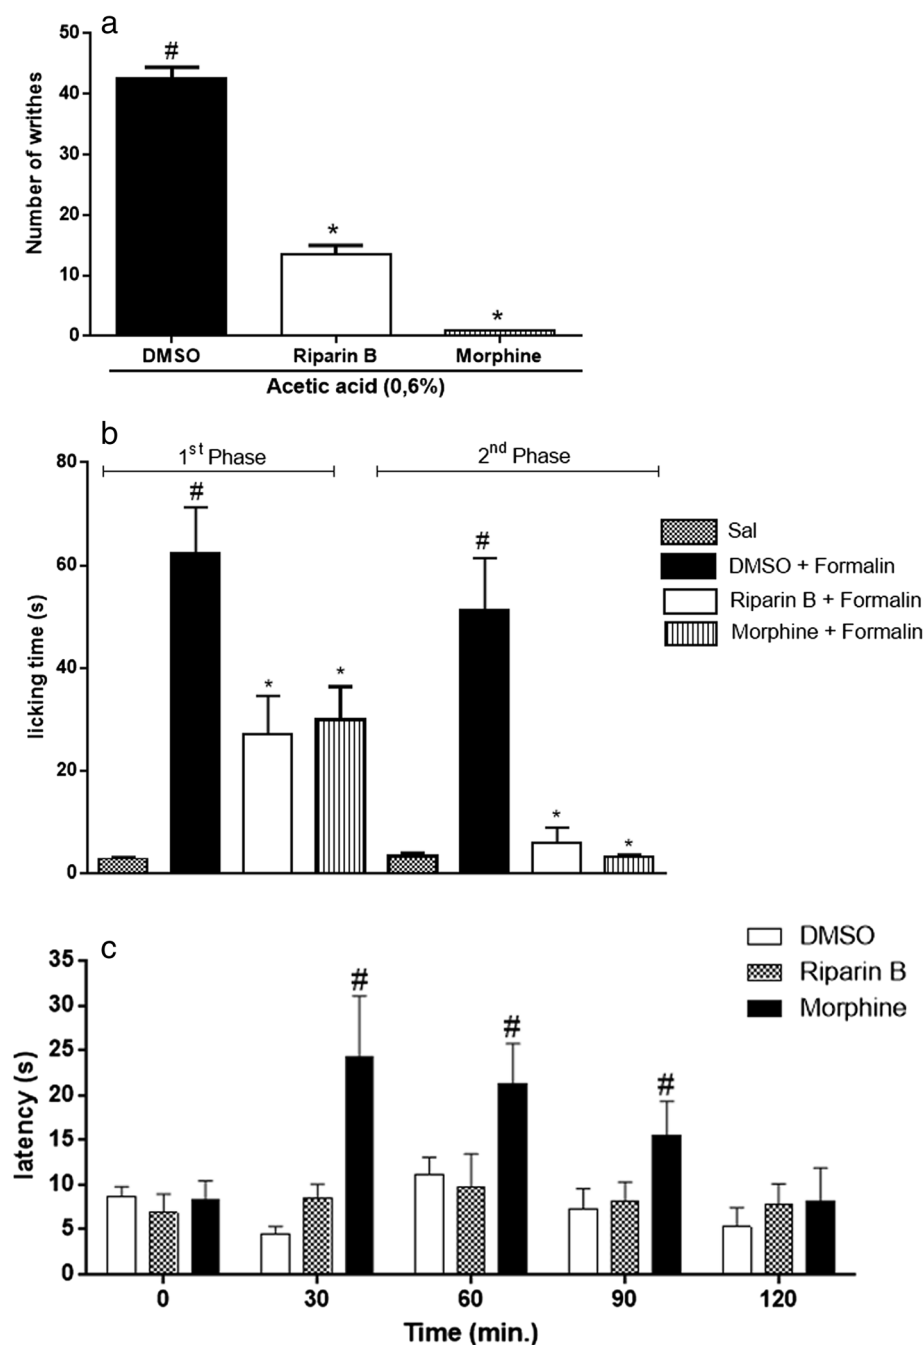 a
50
40
30
20
10
0
Number of writhes
#
*
*
DMSO Riparin B Morphine
Acetic acid (0,6%)
b
1st Phase 2nd Phase
80
60
40
20
0
licking time (s)
#
*
*
#
*
*
Sal
DMSO + Formalin
Riparin B + Formalin
Morphine + Formalin
c
35
30
25
20
15
10
5
0
latency (s)
#
#
#
DMSO
Riparin B
Morphine
0 30 60 90 120
Time (min.)